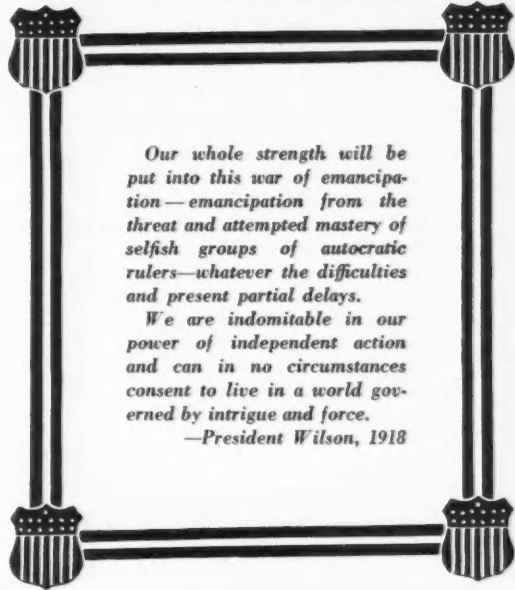 Our whole strength will be
put into this war of emancipa-
tion — emancipation from the
threat and attempted mastery of
selfish groups of autocratic
rulers—whatever the difficulties
and present partial delays.
We are indomitable in our
power of independent action
and can in no circumstances
consent to live in a world gov-
erned by intrigue and force.
—President Wilson, 1918